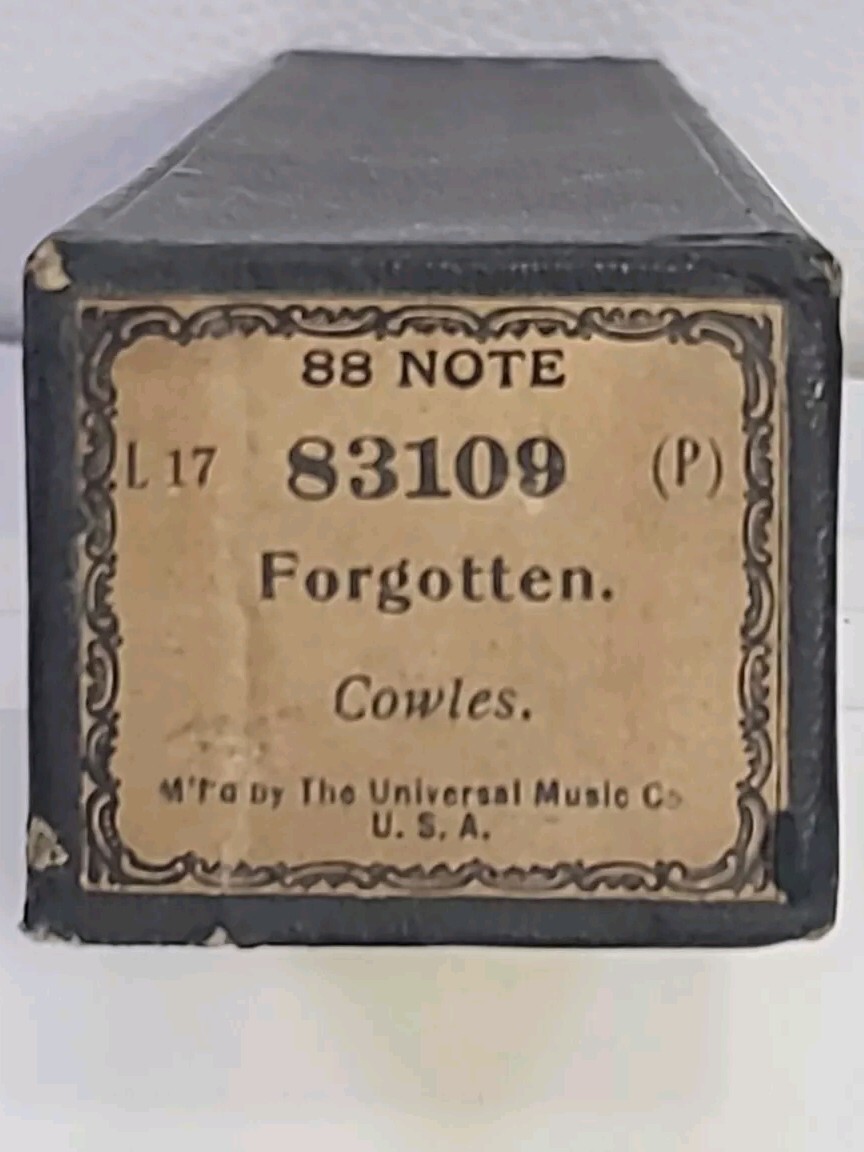 88 NOTE
L 17 83109 (P)
Forgotten.
Cowles.
M'f'd by The Universal Music Co
U. S. A.